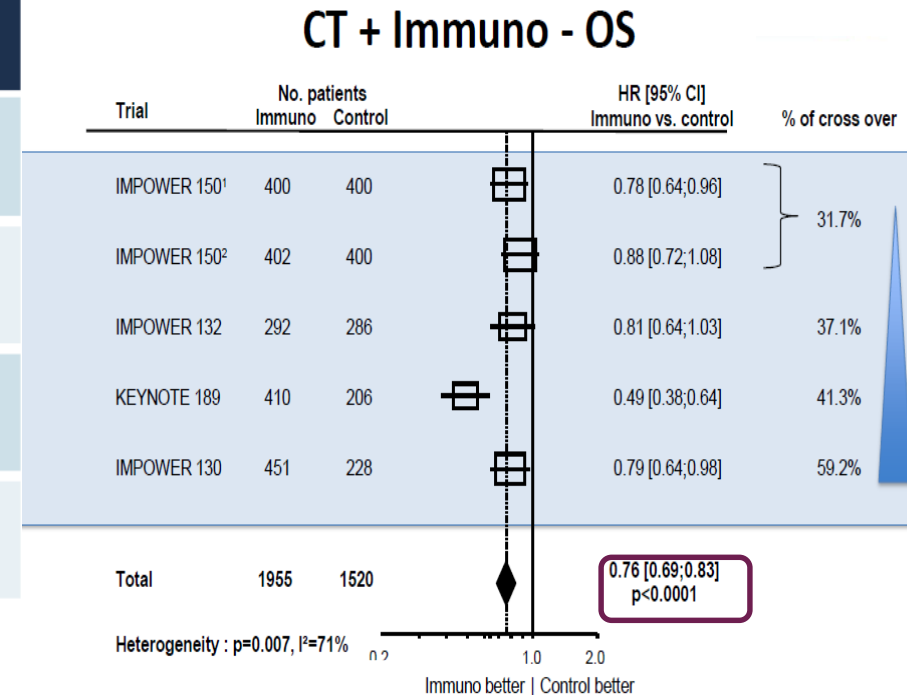 CT + Immuno - OS
Trial No. patients HR [95% CI] % of cross over
Immuno Control Immuno vs. control
IMPOWER 150¹ 400 400 0.78 [0.64;0.96]
31.7%
IMPOWER 150² 402 400 0.88 [0.72;1.08]
IMPOWER 132 292 286 0.81 [0.64;1.03] 37.1%
KEYNOTE 189 410 206 0.49 [0.38;0.64] 41.3%
IMPOWER 130 451 228 0.79 [0.64;0.98] 59.2%
Total 1955 1520 0.76 [0.69;0.83]
p<0.0001
Heterogeneity : p=0.007, I²=71%
0.2 1.0 2.0
Immuno better | Control better